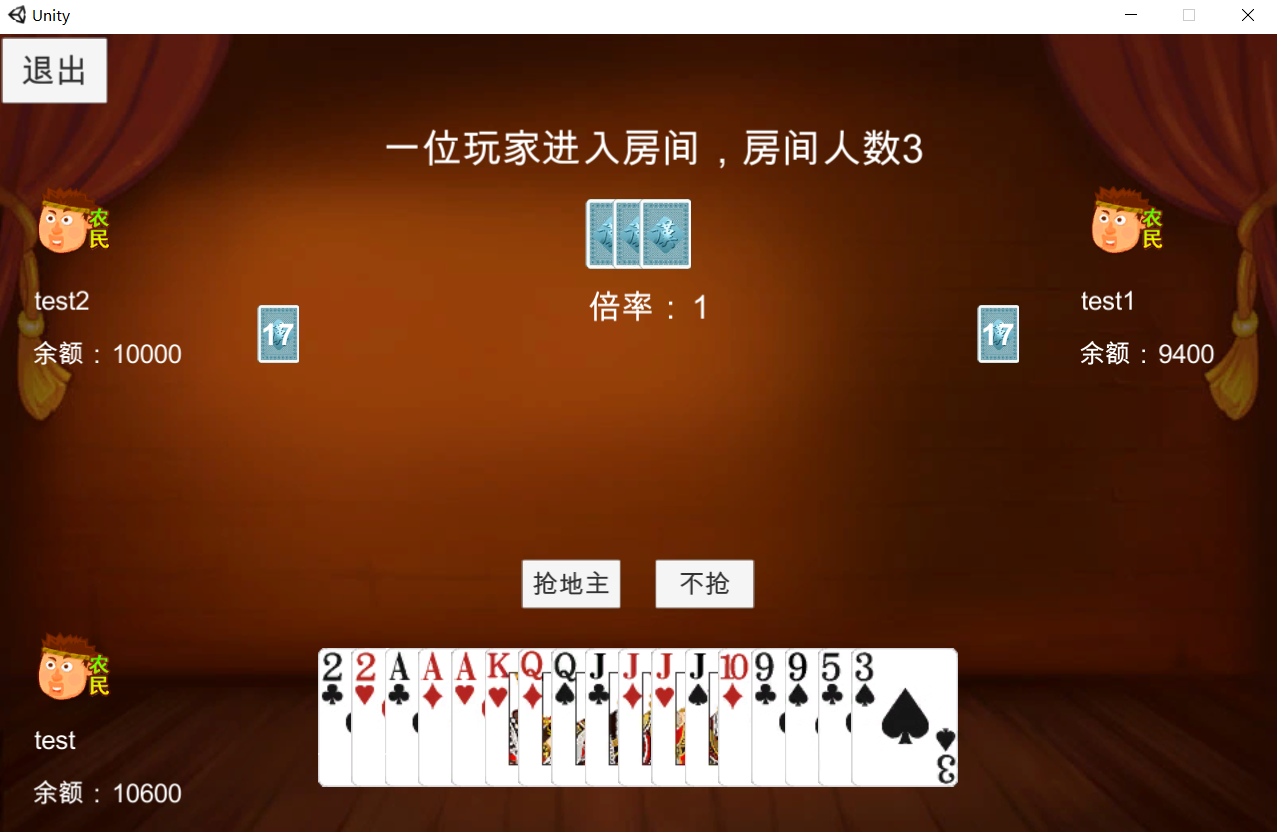 Unity
退出
一位玩家进入房间，房间人数3
农民
农民
倍率：1
test2
test1
17
17
余额：10000
余额：9400
抢地主
不抢
农民
2 2 A A A K Q Q J J J J 10 9 9 5 3
3
test
余额：10600